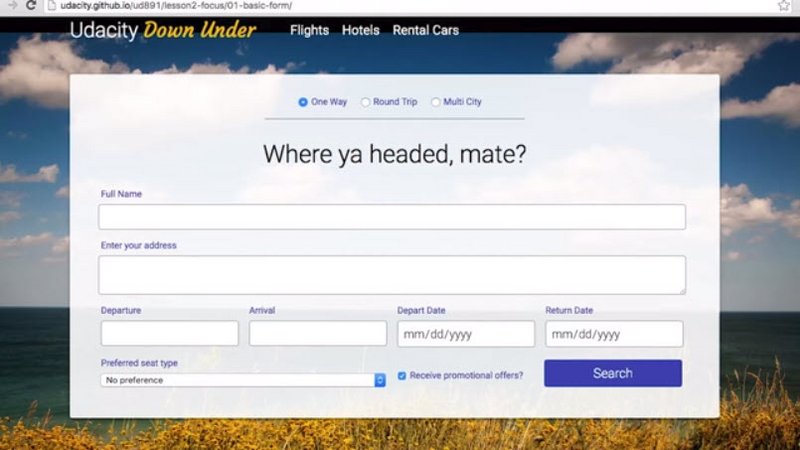 udacity.github.io/ud891/lesson2-focus/01-basic-form/
Udacity Down Under Flights Hotels Rental Cars
One Way Round Trip Multi City
Where ya headed, mate?
Full Name
Enter your address
Departure Arrival Depart Date Return Date
mm/dd/yyyy mm/dd/yyyy
Preferred seat type
No preference Receive promotional offers? Search